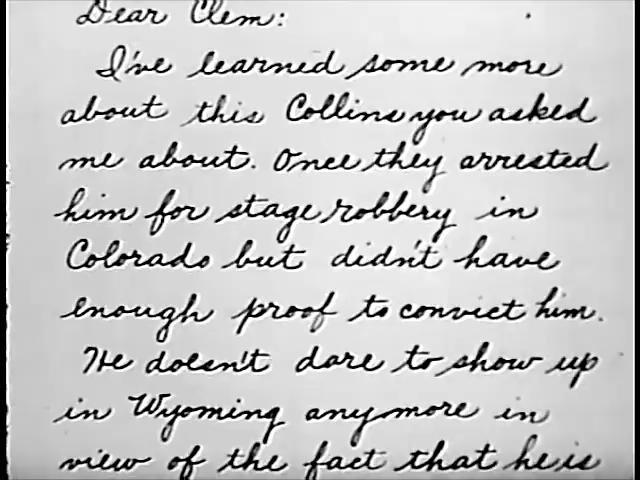 Dear Clem:
I've learned some more
about this Collins you asked
me about. Once they arrested
him for stage robbery in
Colorado but didn't have
enough proof to convict him.
He doesn't dare to show up
in Wyoming anymore in
view of the fact that he is